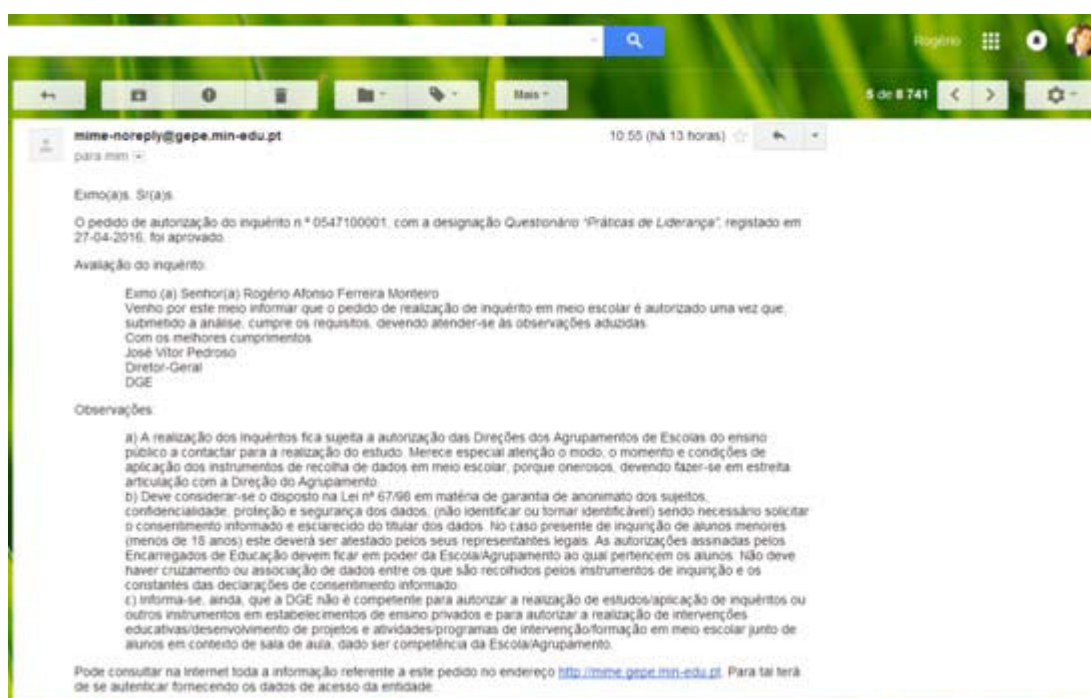 Rogério
Mais
5 de 8 741
mime-noreply@gepe.min-edu.pt
10:55 (há 13 horas)
para mim
Exmo(a)s. Sr(a)s.
O pedido de autorização do inquérito n.º 0547100001, com a designação Questionário "Práticas de Liderança", registado em
27-04-2016, foi aprovado.
Avaliação do inquérito:
Exmo.(a) Senhor(a) Rogério Afonso Ferreira Monteiro
Venho por este meio informar que o pedido de realização de inquérito em meio escolar é autorizado uma vez que,
submetido a análise, cumpre os requisitos, devendo atender-se às observações aduzidas.
Com os melhores cumprimentos
José Vítor Pedroso
Diretor-Geral
DGE
Observações:
a) A realização dos Inquéritos fica sujeita a autorização das Direções dos Agrupamentos de Escolas do ensino
público a contactar para a realização do estudo. Merece especial atenção o modo, o momento e condições de
aplicação dos instrumentos de recolha de dados em meio escolar, porque onerosos, devendo fazer-se em estreita
articulação com a Direção do Agrupamento.
b) Deve considerar-se o disposto na Lei nº 67/98 em matéria de garantia de anonimato dos sujeitos,
confidencialidade, proteção e segurança dos dados, (não identificar ou tornar identificável) sendo necessário solicitar
o consentimento informado e esclarecido do titular dos dados. No caso presente de inquirição de alunos menores
(menos de 18 anos) este deverá ser atestado pelos seus representantes legais. As autorizações assinadas pelos
Encarregados de Educação devem ficar em poder da Escola/Agrupamento ao qual pertencem os alunos. Não deve
haver cruzamento ou associação de dados entre os que são recolhidos pelos instrumentos de inquirição e os
constantes das declarações de consentimento informado.
c) Informa-se, ainda, que a DGE não é competente para autorizar a realização de estudos/aplicação de inquéritos ou
outros instrumentos em estabelecimentos de ensino privados e para autorizar a realização de intervenções
educativas/desenvolvimento de projetos e atividades/programas de intervenção/formação em meio escolar junto de
alunos em contexto de sala de aula, dado ser competência da Escola/Agrupamento.
Pode consultar na Internet toda a informação referente a este pedido no endereço http://mime.gepe.min-edu.pt. Para tal terá
de se autenticar fornecendo os dados de acesso da entidade.